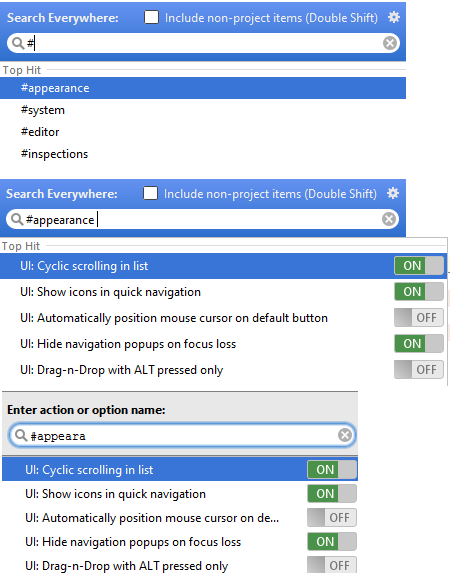 Search Everywhere: Include non-project items (Double Shift)
#
Top Hit
#appearance
#system
#editor
#inspections
Search Everywhere: Include non-project items (Double Shift)
#appearance
Top Hit
UI: Cyclic scrolling in list ON
UI: Show icons in quick navigation ON
UI: Automatically position mouse cursor on default button OFF
UI: Hide navigation popups on focus loss ON
UI: Drag-n-Drop with ALT pressed only OFF
Enter action or option name:
#appeara
UI: Cyclic scrolling in list ON
UI: Show icons in quick navigation ON
UI: Automatically position mouse cursor on de... OFF
UI: Hide navigation popups on focus loss ON
UI: Drag-n-Drop with ALT pressed only OFF